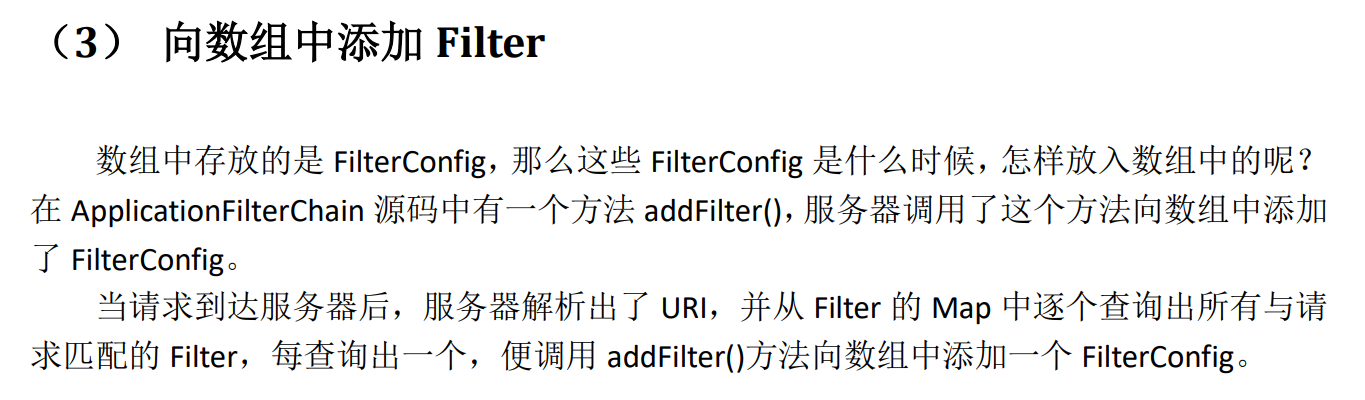 （3） 向数组中添加 Filter
数组中存放的是 FilterConfig，那么这些 FilterConfig 是什么时候，怎样放入数组中的呢？
在 ApplicationFilterChain 源码中有一个方法 addFilter()，服务器调用了这个方法向数组中添加
了 FilterConfig。
当请求到达服务器后，服务器解析出了 URI，并从 Filter 的 Map 中逐个查询出所有与请
求匹配的 Filter，每查询出一个，便调用 addFilter()方法向数组中添加一个 FilterConfig。